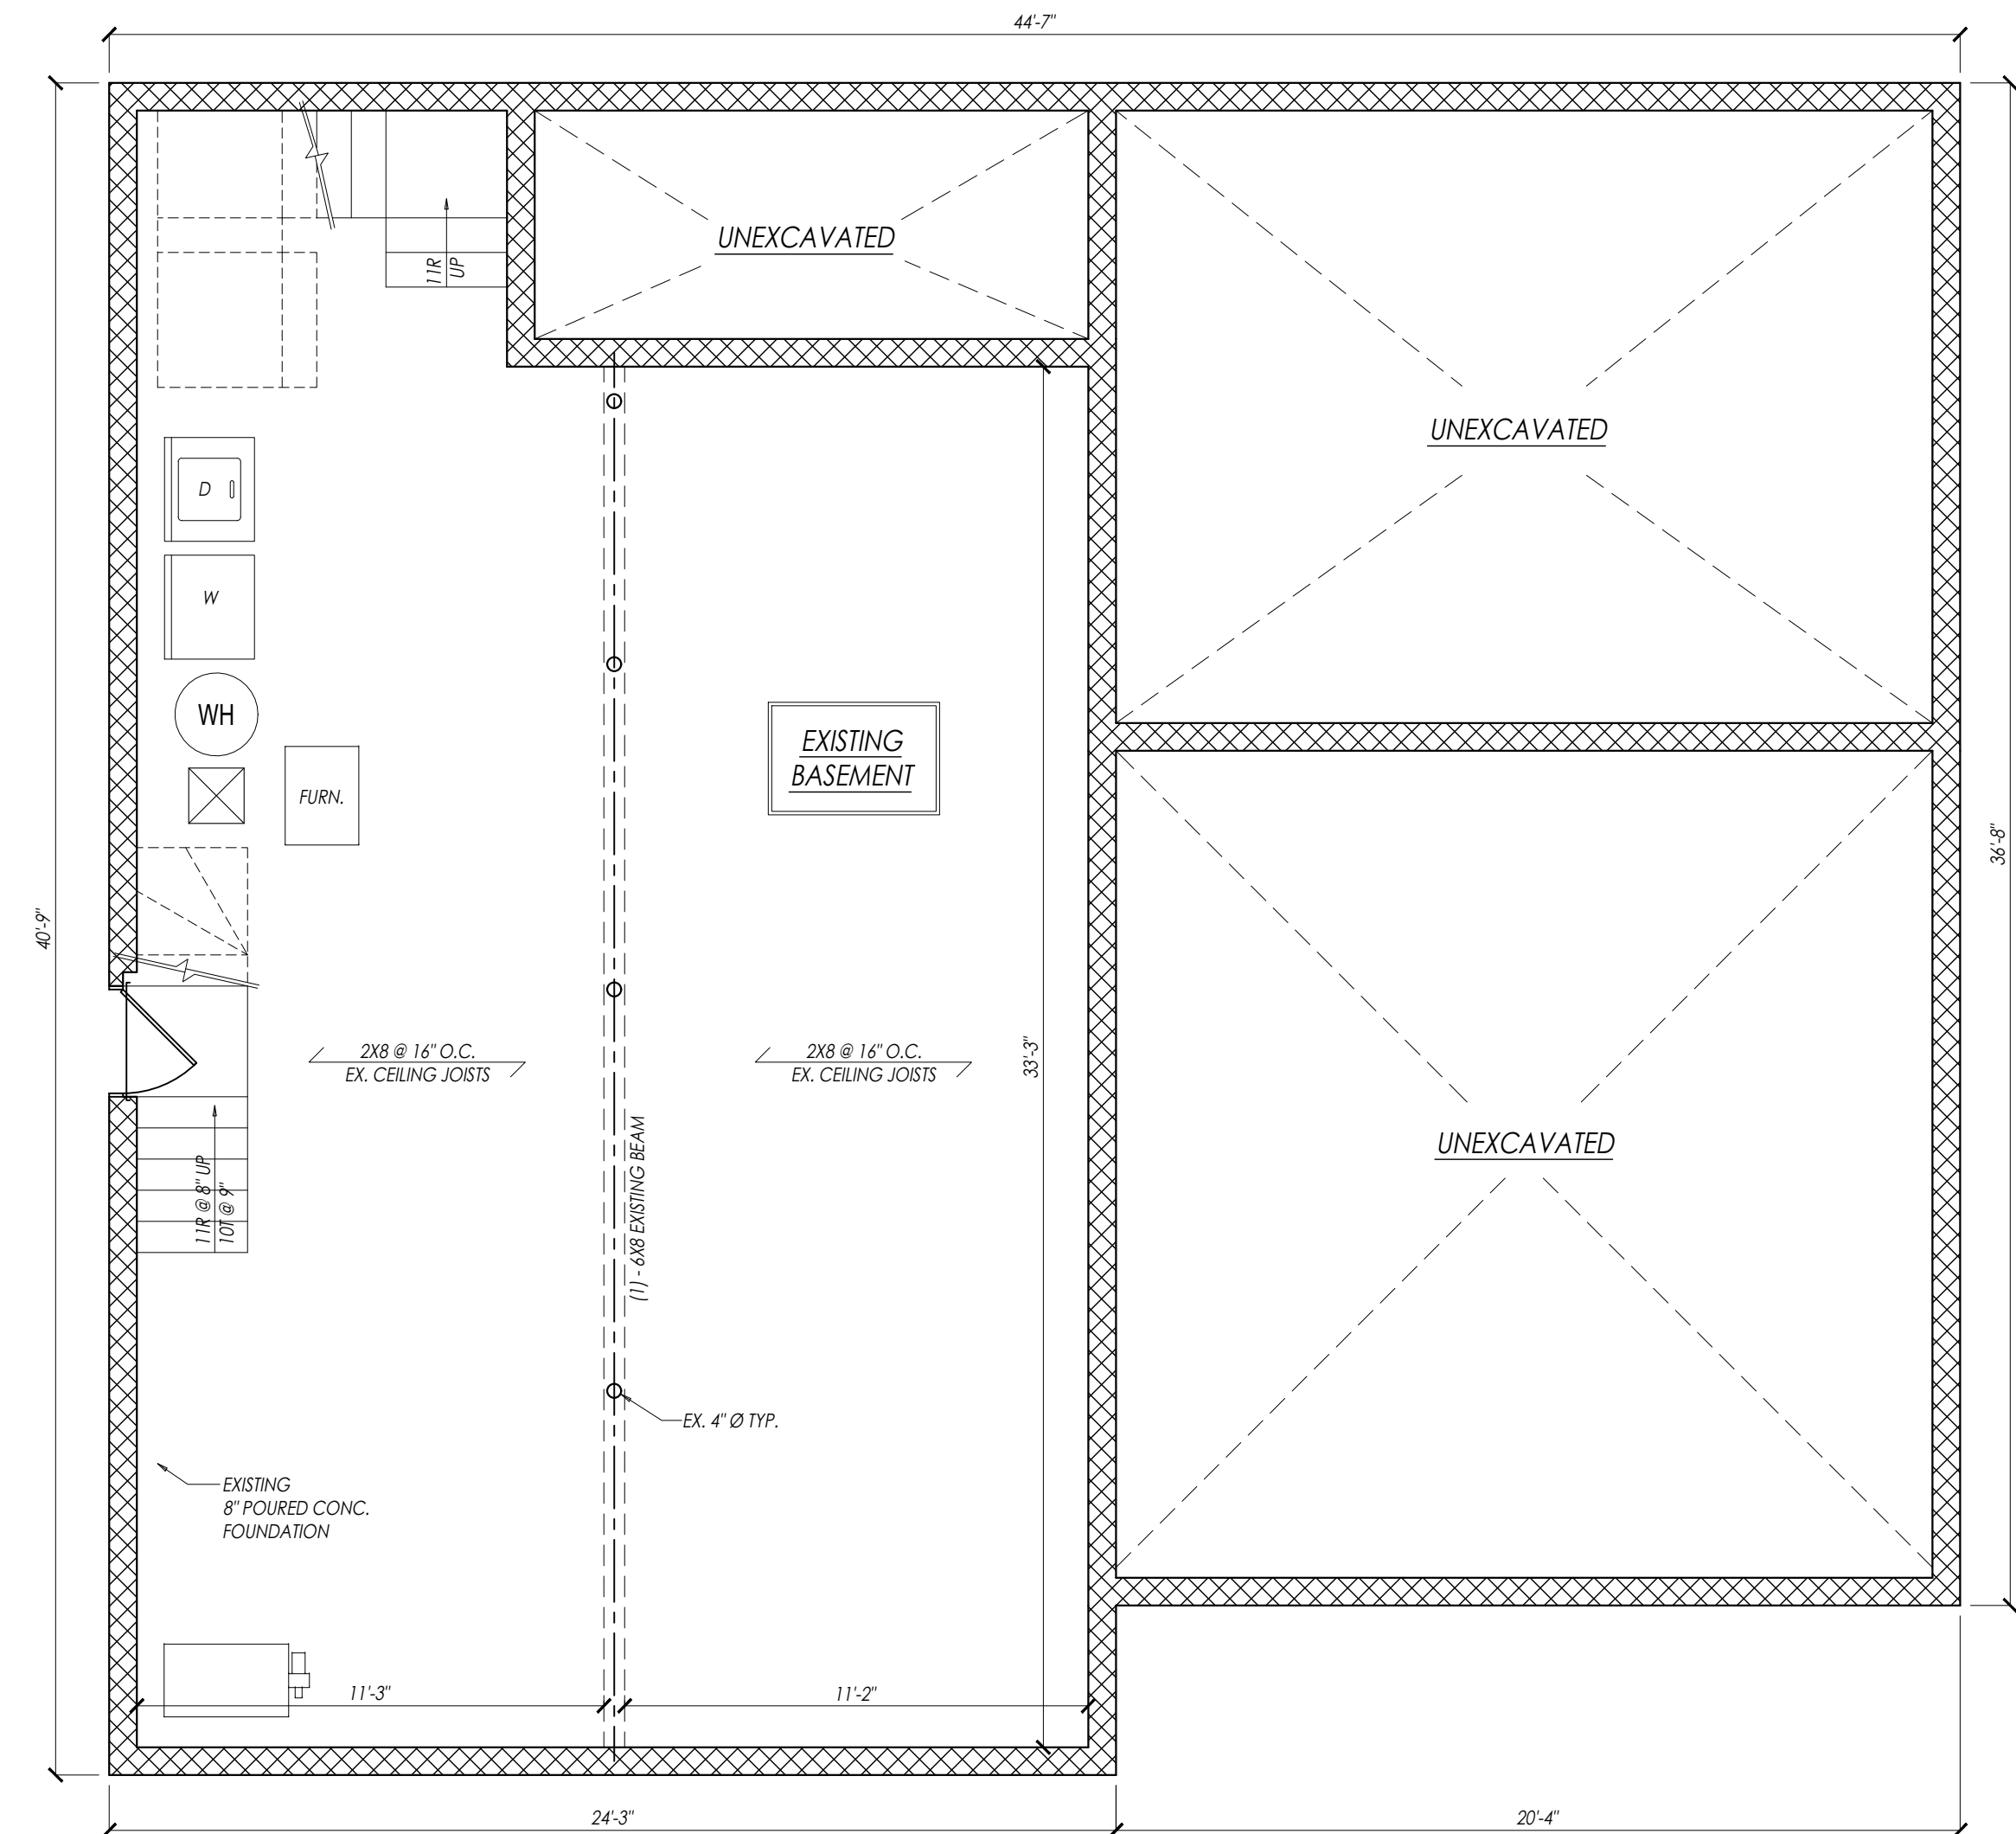 44'-7"
UNEXCAVATED
11R
UP
UNEXCAVATED
D
W
WH
FURN.
EXISTING
BASEMENT
40'-9"
36'-8"
2X8 @ 16" O.C.
EX. CEILING JOISTS
2X8 @ 16" O.C.
EX. CEILING JOISTS
33'-3"
UNEXCAVATED
11R @ 8" UP
10T @ 9"
(1) - 6X8 EXISTING BEAM
EX. 4" Ø TYP.
EXISTING
8" POURED CONC.
FOUNDATION
11'-3"
11'-2"
24'-3"
20'-4"